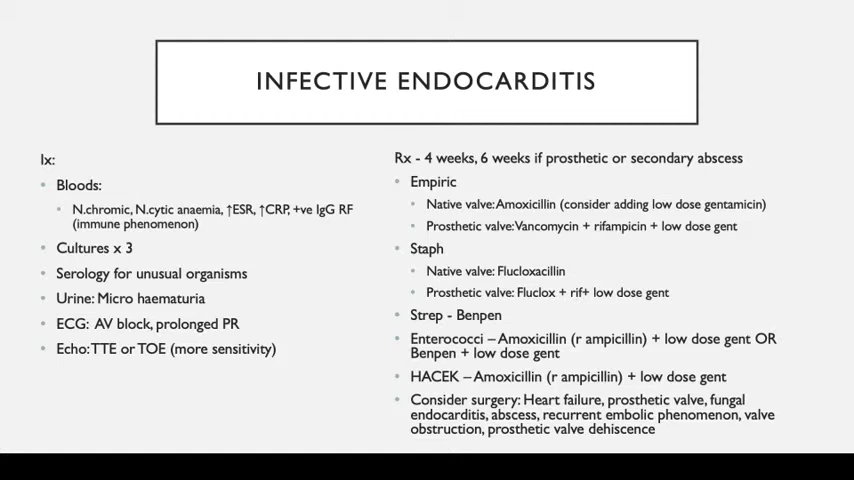 INFECTIVE ENDOCARDITIS
Ix:
Bloods:
N.chromic, N.cytic anaemia, ↑ESR, ↑CRP, +ve IgG RF
(immune phenomenon)
Cultures x 3
Serology for unusual organisms
Urine: Micro haematuria
ECG: AV block, prolonged PR
Echo: TTE or TOE (more sensitivity)
Rx - 4 weeks, 6 weeks if prosthetic or secondary abscess
Empiric
Native valve: Amoxicillin (consider adding low dose gentamicin)
Prosthetic valve: Vancomycin + rifampicin + low dose gent
Staph
Native valve: Flucloxacillin
Prosthetic valve: Fluclox + rif+ low dose gent
Strep - Benpen
Enterococci – Amoxicillin (r ampicillin) + low dose gent OR
Benpen + low dose gent
HACEK – Amoxicillin (r ampicillin) + low dose gent
Consider surgery: Heart failure, prosthetic valve, fungal
endocarditis, abscess, recurrent embolic phenomenon, valve
obstruction, prosthetic valve dehiscence